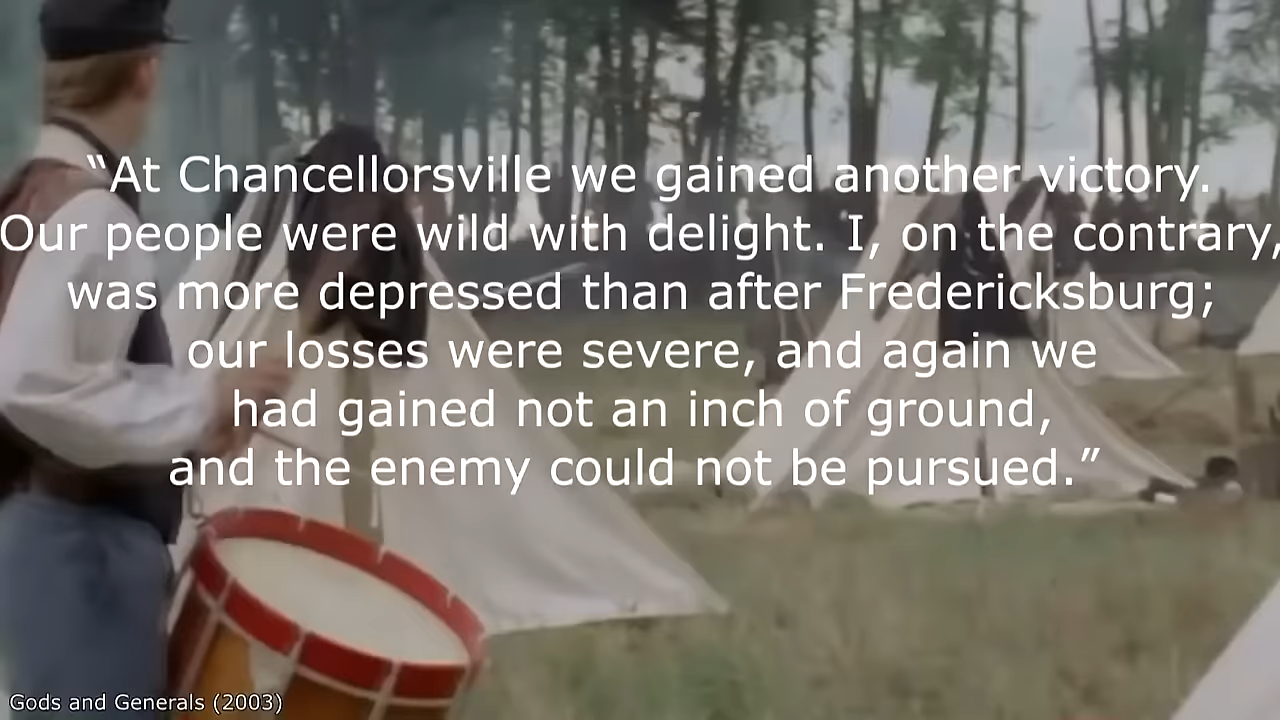 “At Chancellorsville we gained another victory.
Our people were wild with delight. I, on the contrary,
was more depressed than after Fredericksburg;
our losses were severe, and again we
had gained not an inch of ground,
and the enemy could not be pursued.”
Gods and Generals (2003)